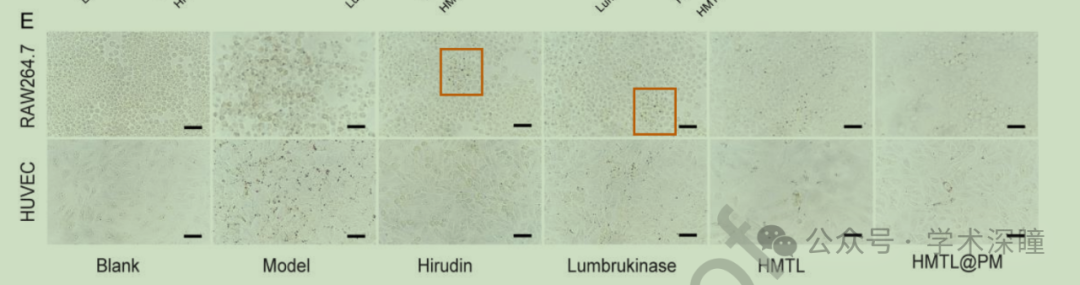 E
RAW264.7
HUVEC
Blank Model Hirudin Lumbrukinase HMTL HMTL@PM
公众号 · 学术深瞳